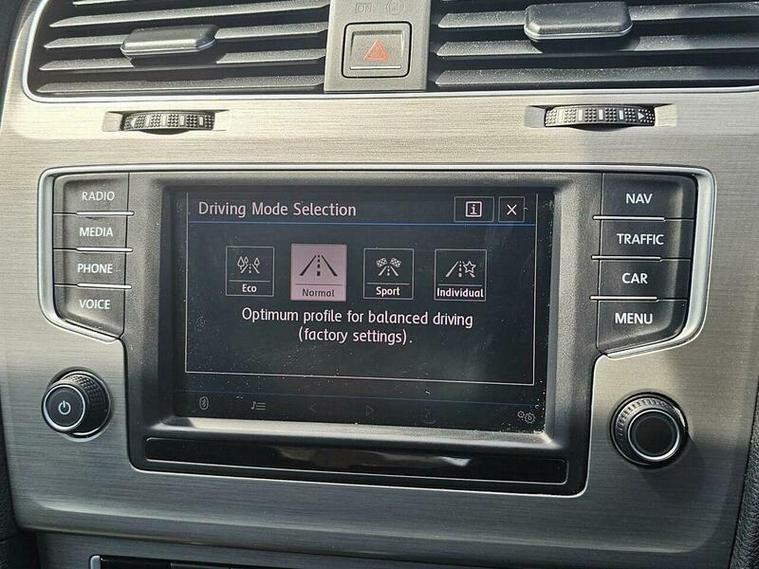 RADIO
MEDIA
PHONE
VOICE
Driving Mode Selection
Eco
Normal
Sport
Individual
Optimum profile for balanced driving
(factory settings).
NAV
TRAFFIC
CAR
MENU